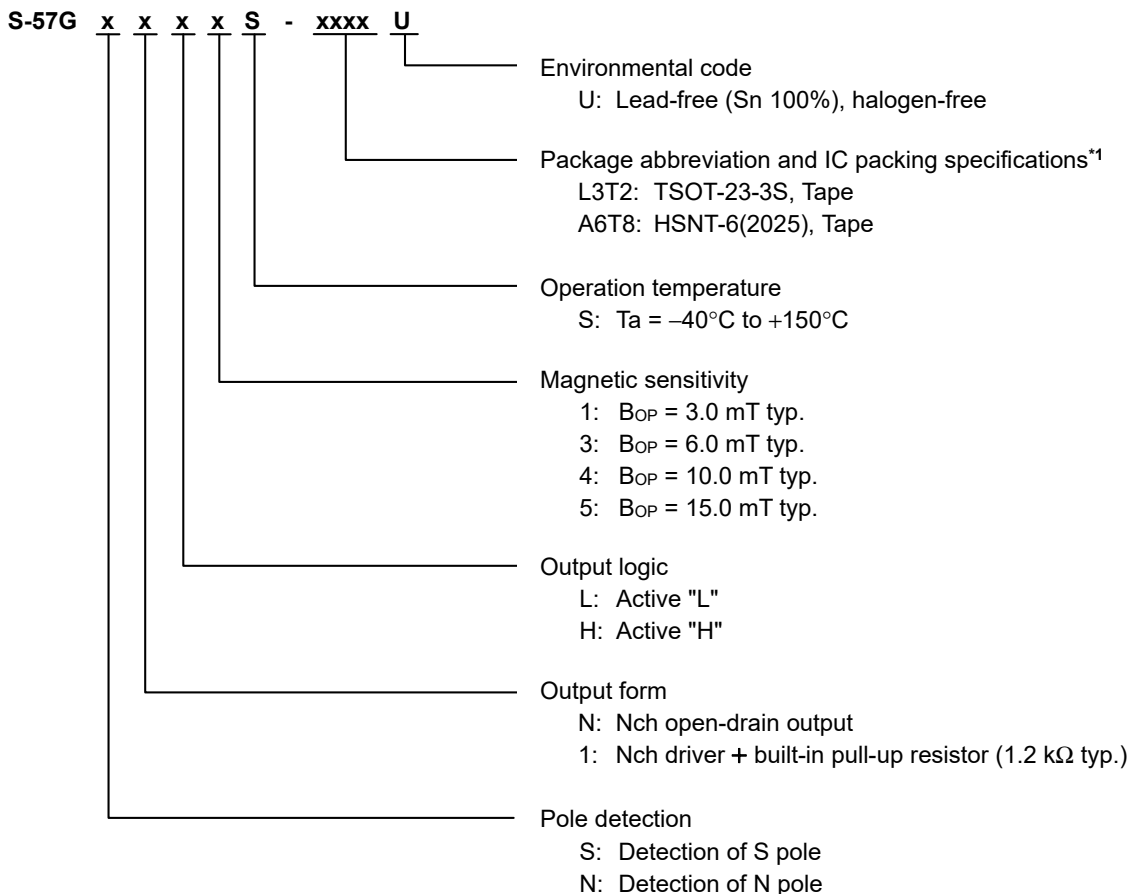 S-57G x x x x S - xxxx U
Environmental code
U: Lead-free (Sn 100%), halogen-free
Package abbreviation and IC packing specifications*1
L3T2: TSOT-23-3S, Tape
A6T8: HSNT-6(2025), Tape
Operation temperature
S: Ta = −40°C to +150°C
Magnetic sensitivity
1: BOP = 3.0 mT typ.
3: BOP = 6.0 mT typ.
4: BOP = 10.0 mT typ.
5: BOP = 15.0 mT typ.
Output logic
L: Active "L"
H: Active "H"
Output form
N: Nch open-drain output
1: Nch driver + built-in pull-up resistor (1.2 kΩ typ.)
Pole detection
S: Detection of S pole
N: Detection of N pole